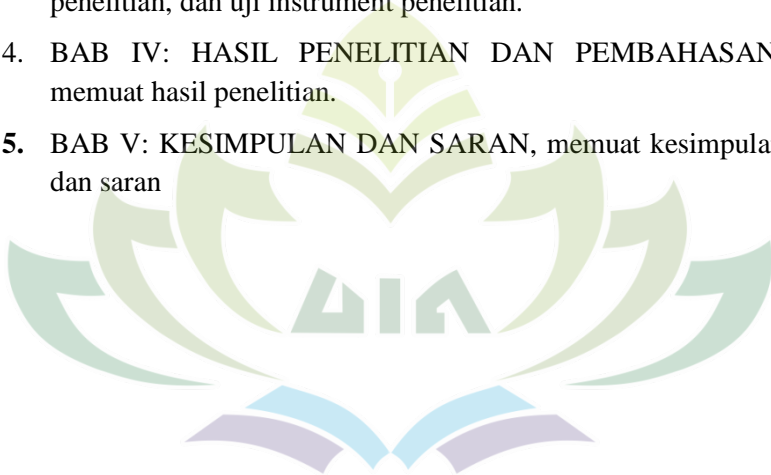 penelitian, dan uji instrument penelitian.
4. BAB IV: HASIL PENELITIAN DAN PEMBAHASAN
memuat hasil penelitian.
5. BAB V: KESIMPULAN DAN SARAN, memuat kesimpula
dan saran
UIN